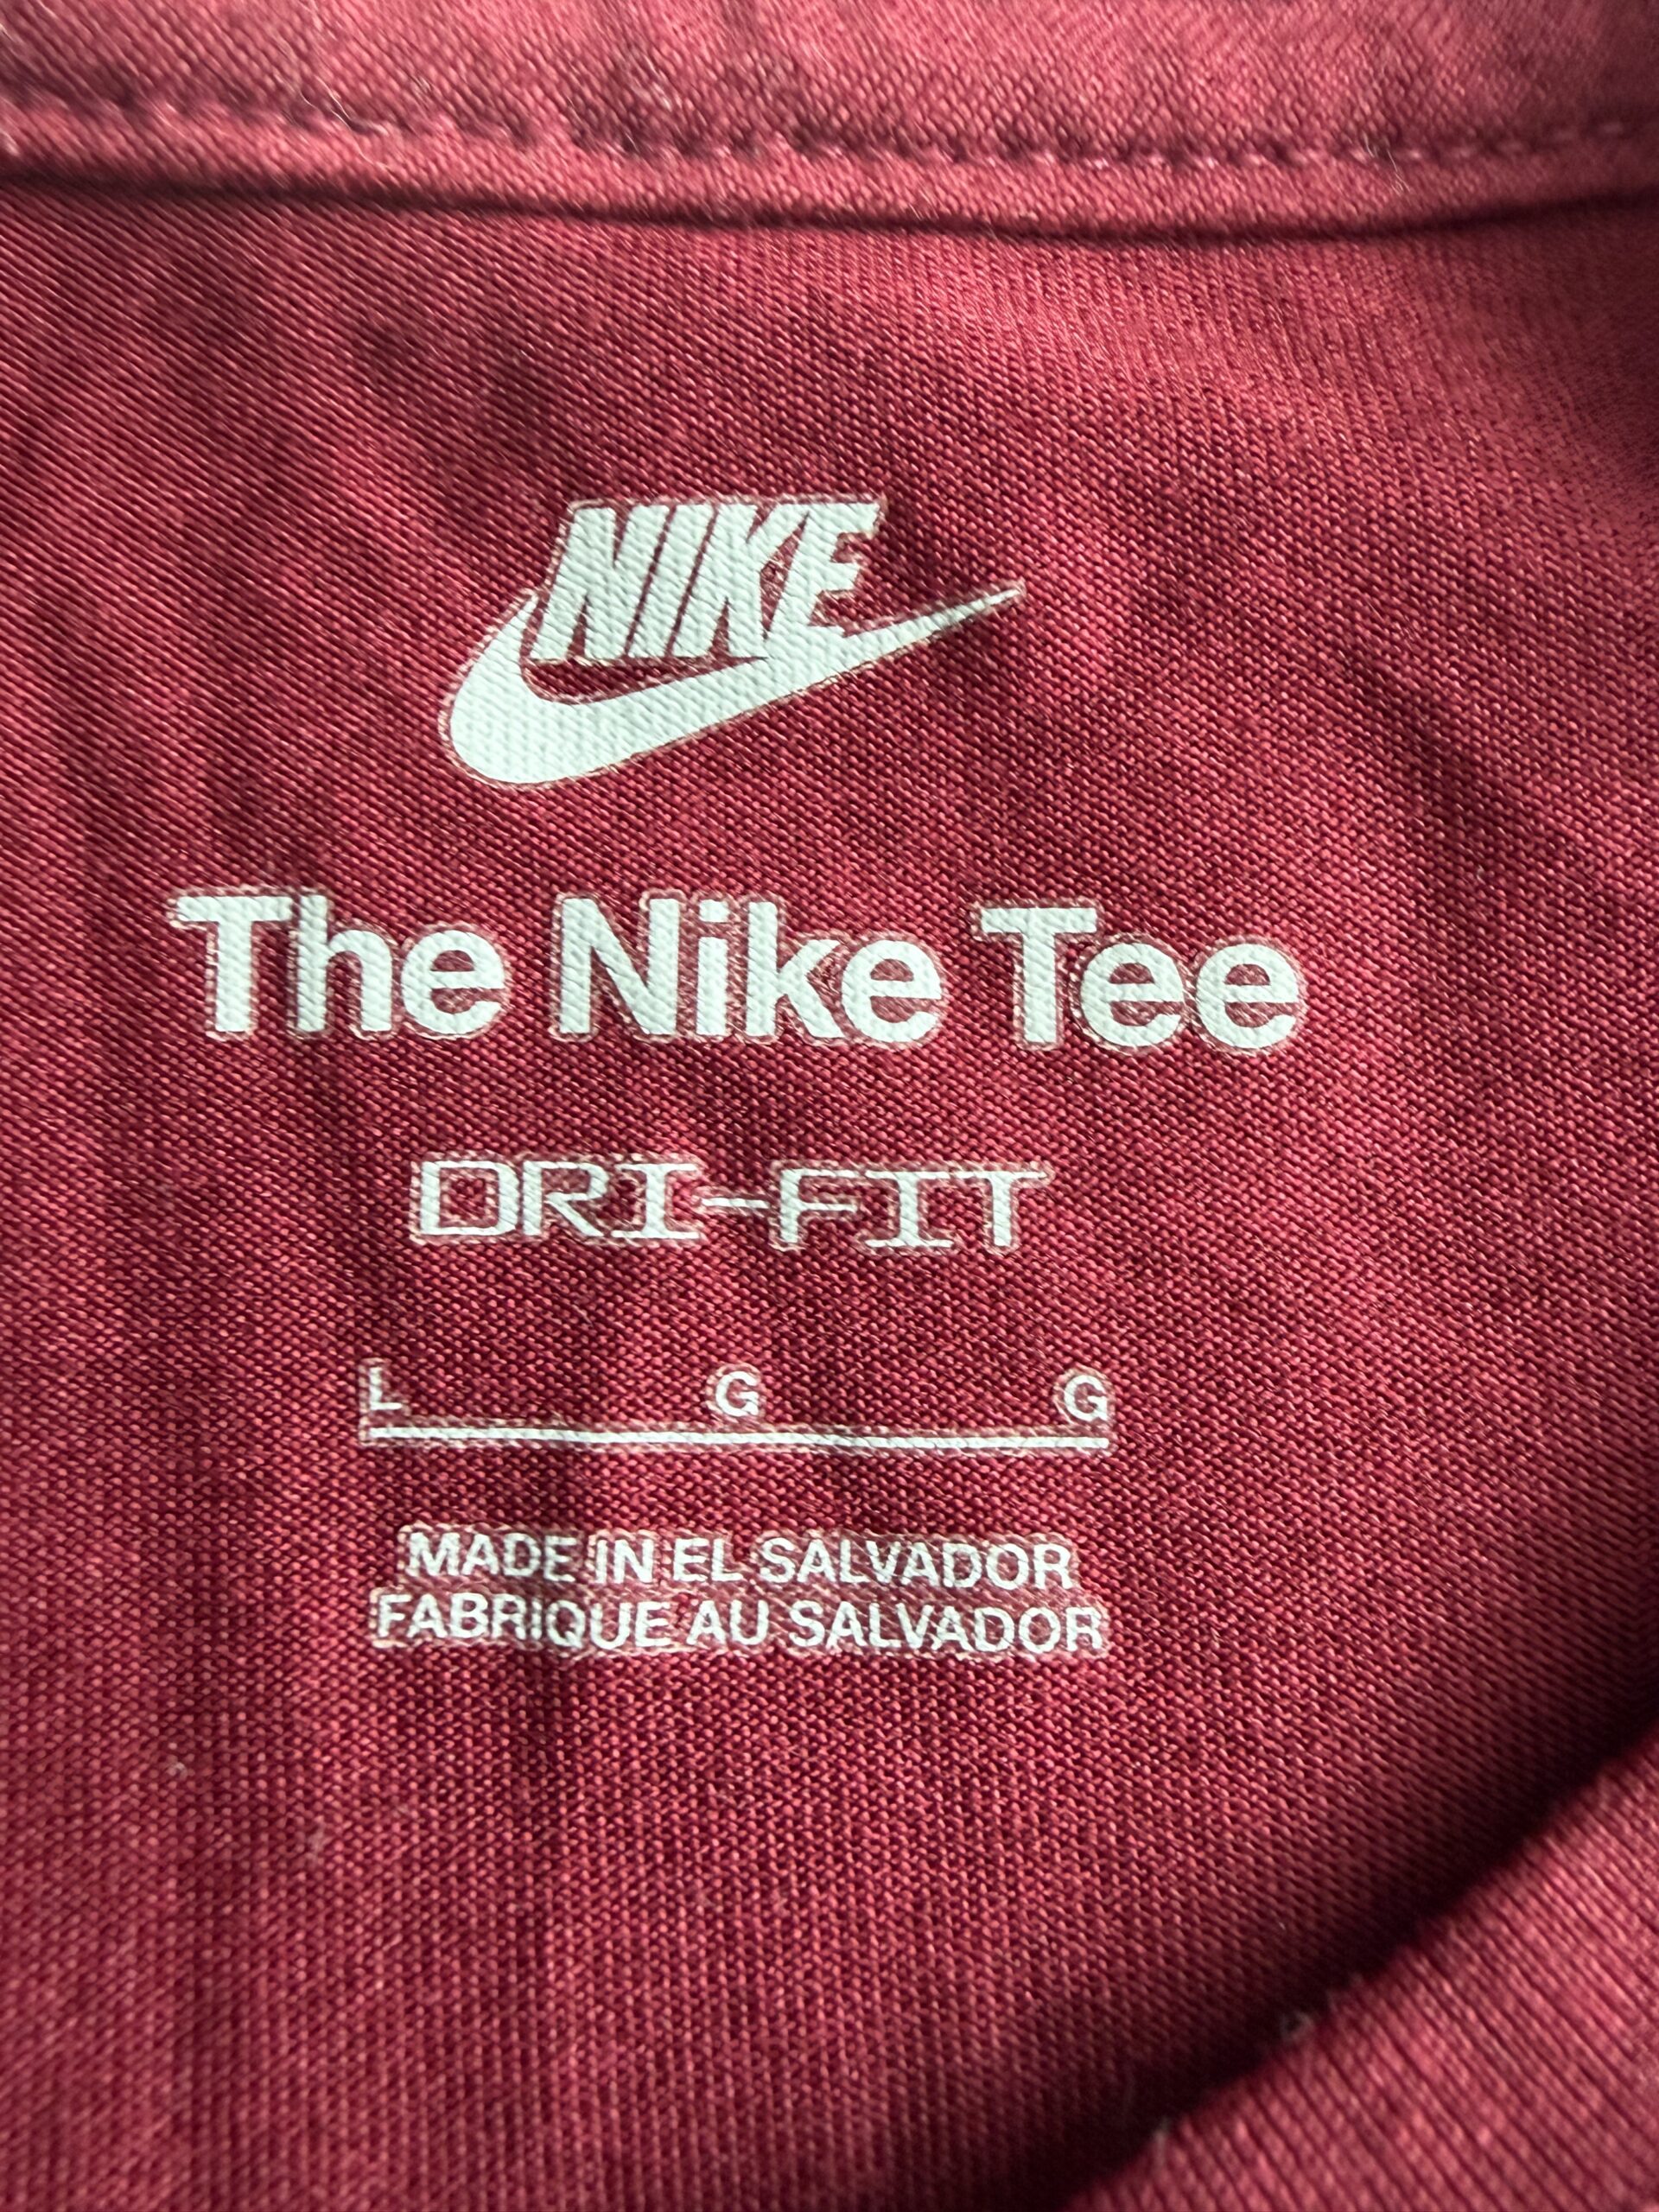 NIKE
The Nike Tee
DRI-FIT
L G G
MADE IN EL SALVADOR
FABRIQUE AU SALVADOR